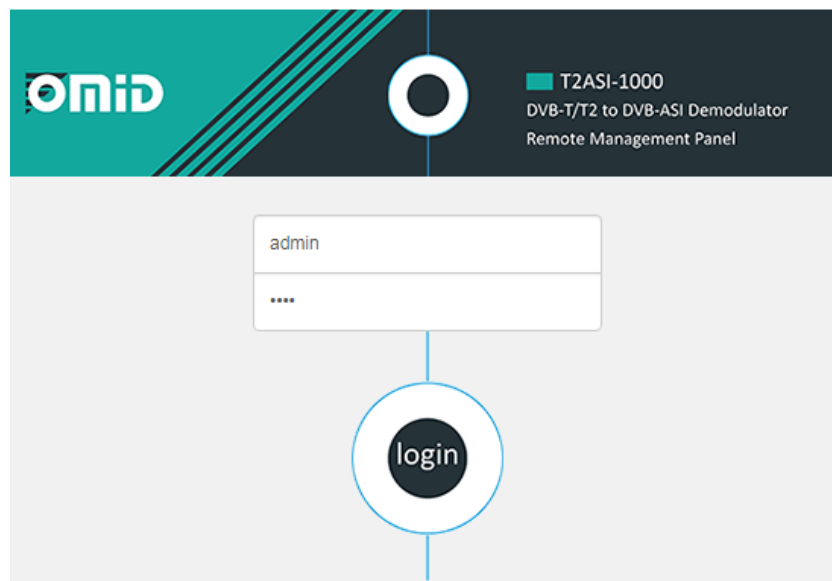 OMiD
T2ASI-1000
DVB-T/T2 to DVB-ASI Demodulator
Remote Management Panel
admin
••••
login